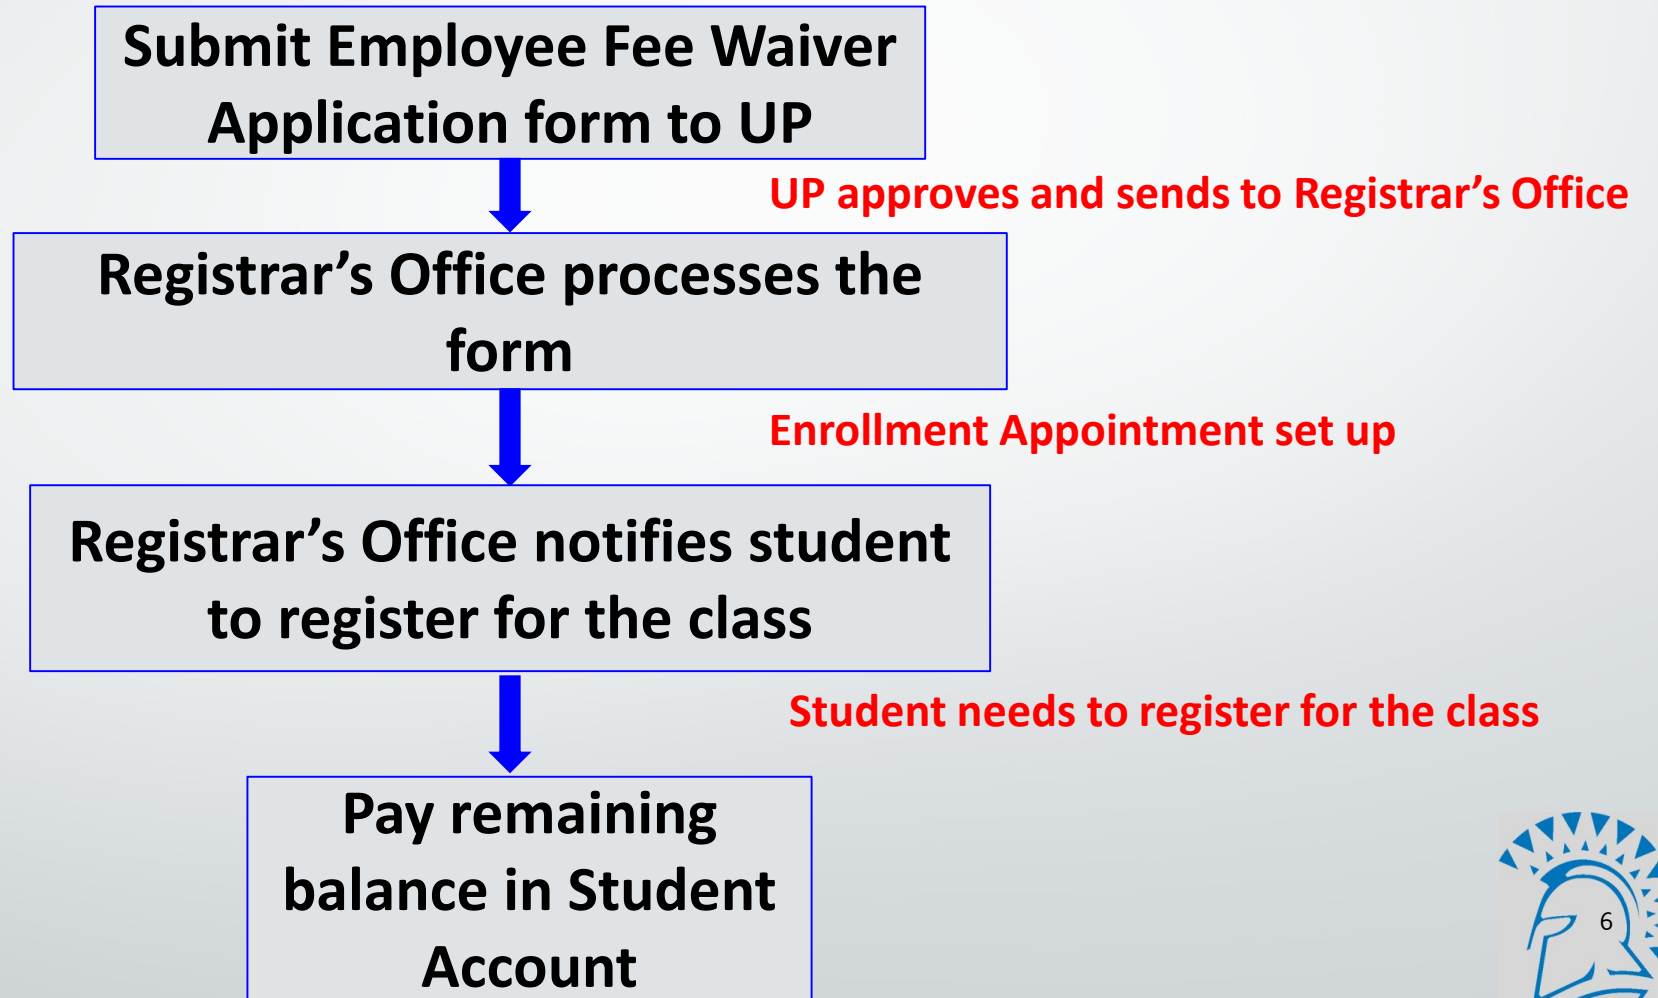 Submit Employee Fee Waiver
Application form to UP
UP approves and sends to Registrar’s Office
Registrar’s Office processes the
form
Enrollment Appointment set up
Registrar’s Office notifies student
to register for the class
Student needs to register for the class
Pay remaining
balance in Student
Account
6